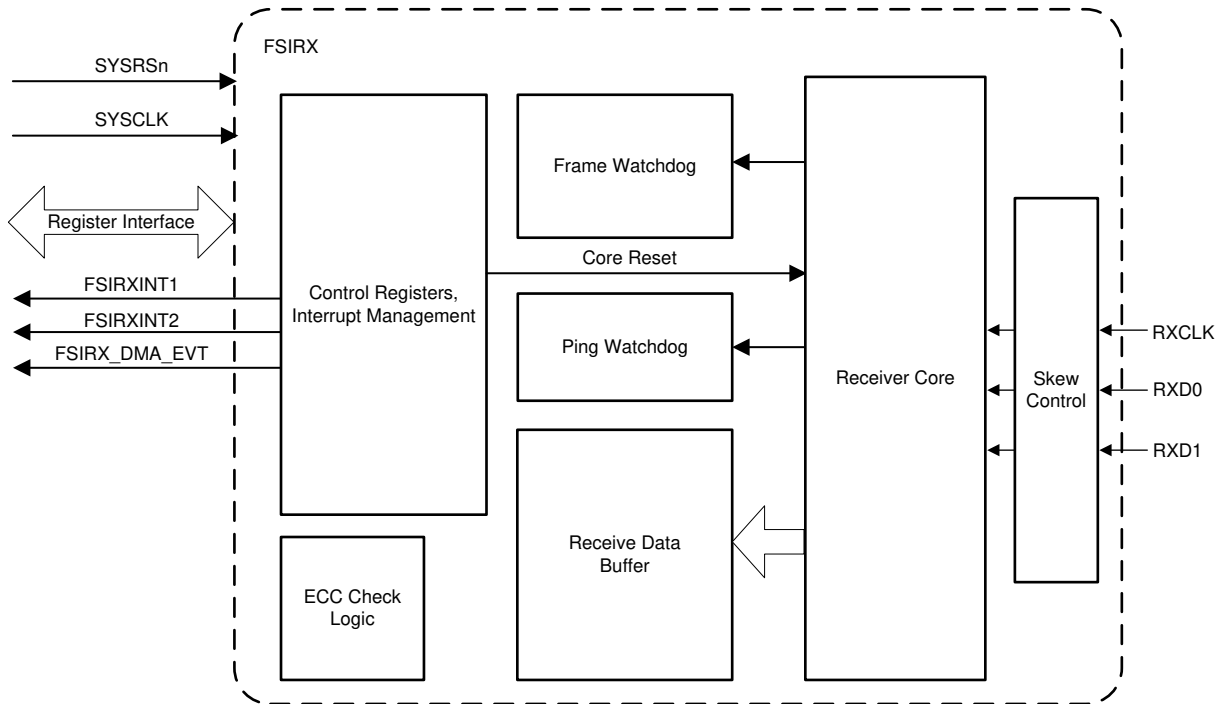 FSIRX
SYSRSn
SYSCLK
Register Interface
FSIRXINT1
FSIRXINT2
FSIRX_DMA_EVT
Control Registers,
Interrupt Management
ECC Check
Logic
Frame Watchdog
Core Reset
Ping Watchdog
Receive Data
Buffer
Receiver Core
Skew
Control
RXCLK
RXD0
RXD1